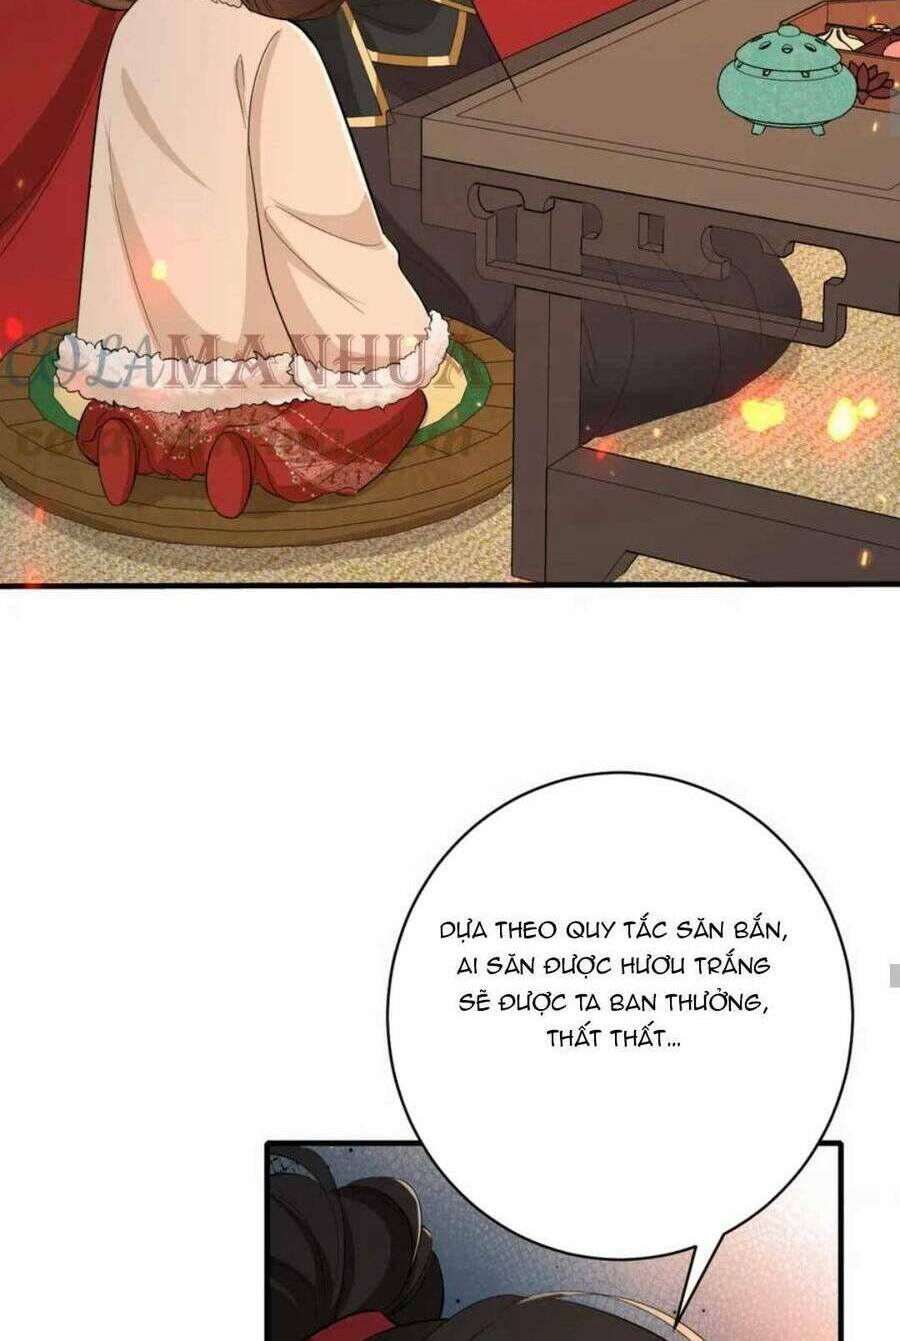 COLAMANHUA
DỰA THEO QUY TẮC SĂN BẮN,
AI SĂN ĐƯỢC HƯƠU TRẮNG
SẼ ĐƯỢC TA BAN THƯỞNG,
THẤT THẤT...